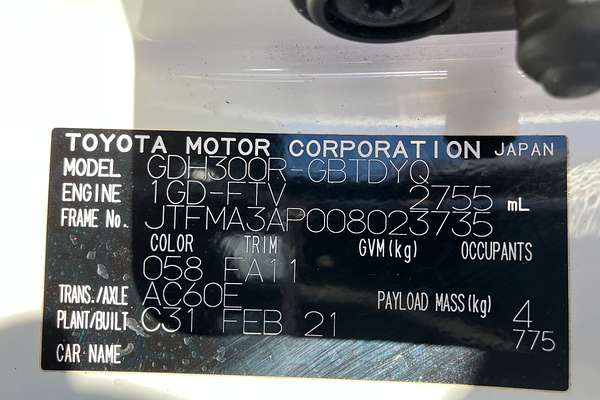 TOYOTA MOTOR CORPORATION JAPAN
MODEL GDH300R-GBTDYQ
ENGINE 1GD-FTV 2755 mL
FRAME No. JTFMA3AP008023735
COLOR TRIM GVM(kg) OCCUPANTS
058 FA11
TRANS./AXLE AC60E PAYLOAD MASS(kg) 4
PLANT/BUILT C31 FEB 21 775
CAR NAME